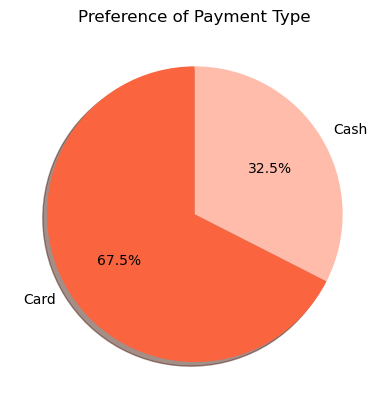 Preference of Payment Type
Cash
32.5%
67.5%
Card